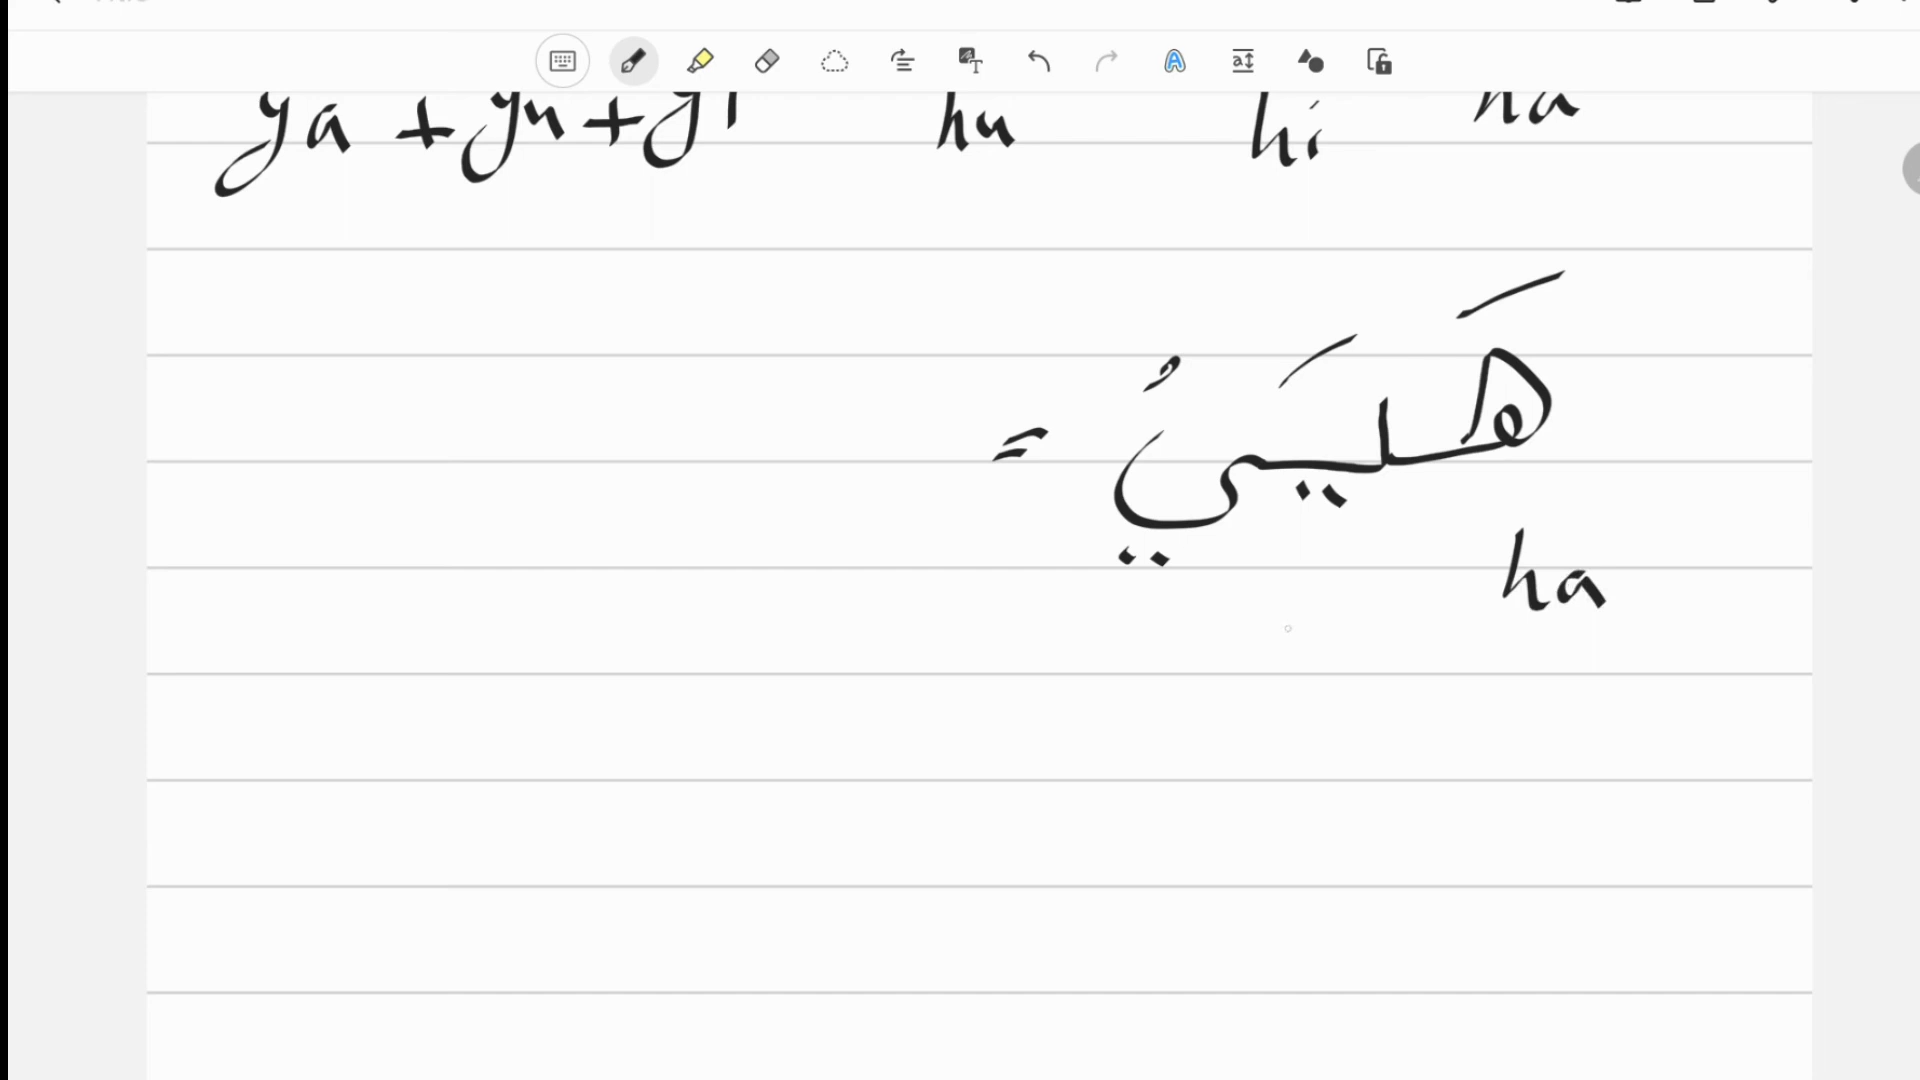 ya + yu + yi hu hi ha
هَيَيُ =
ha